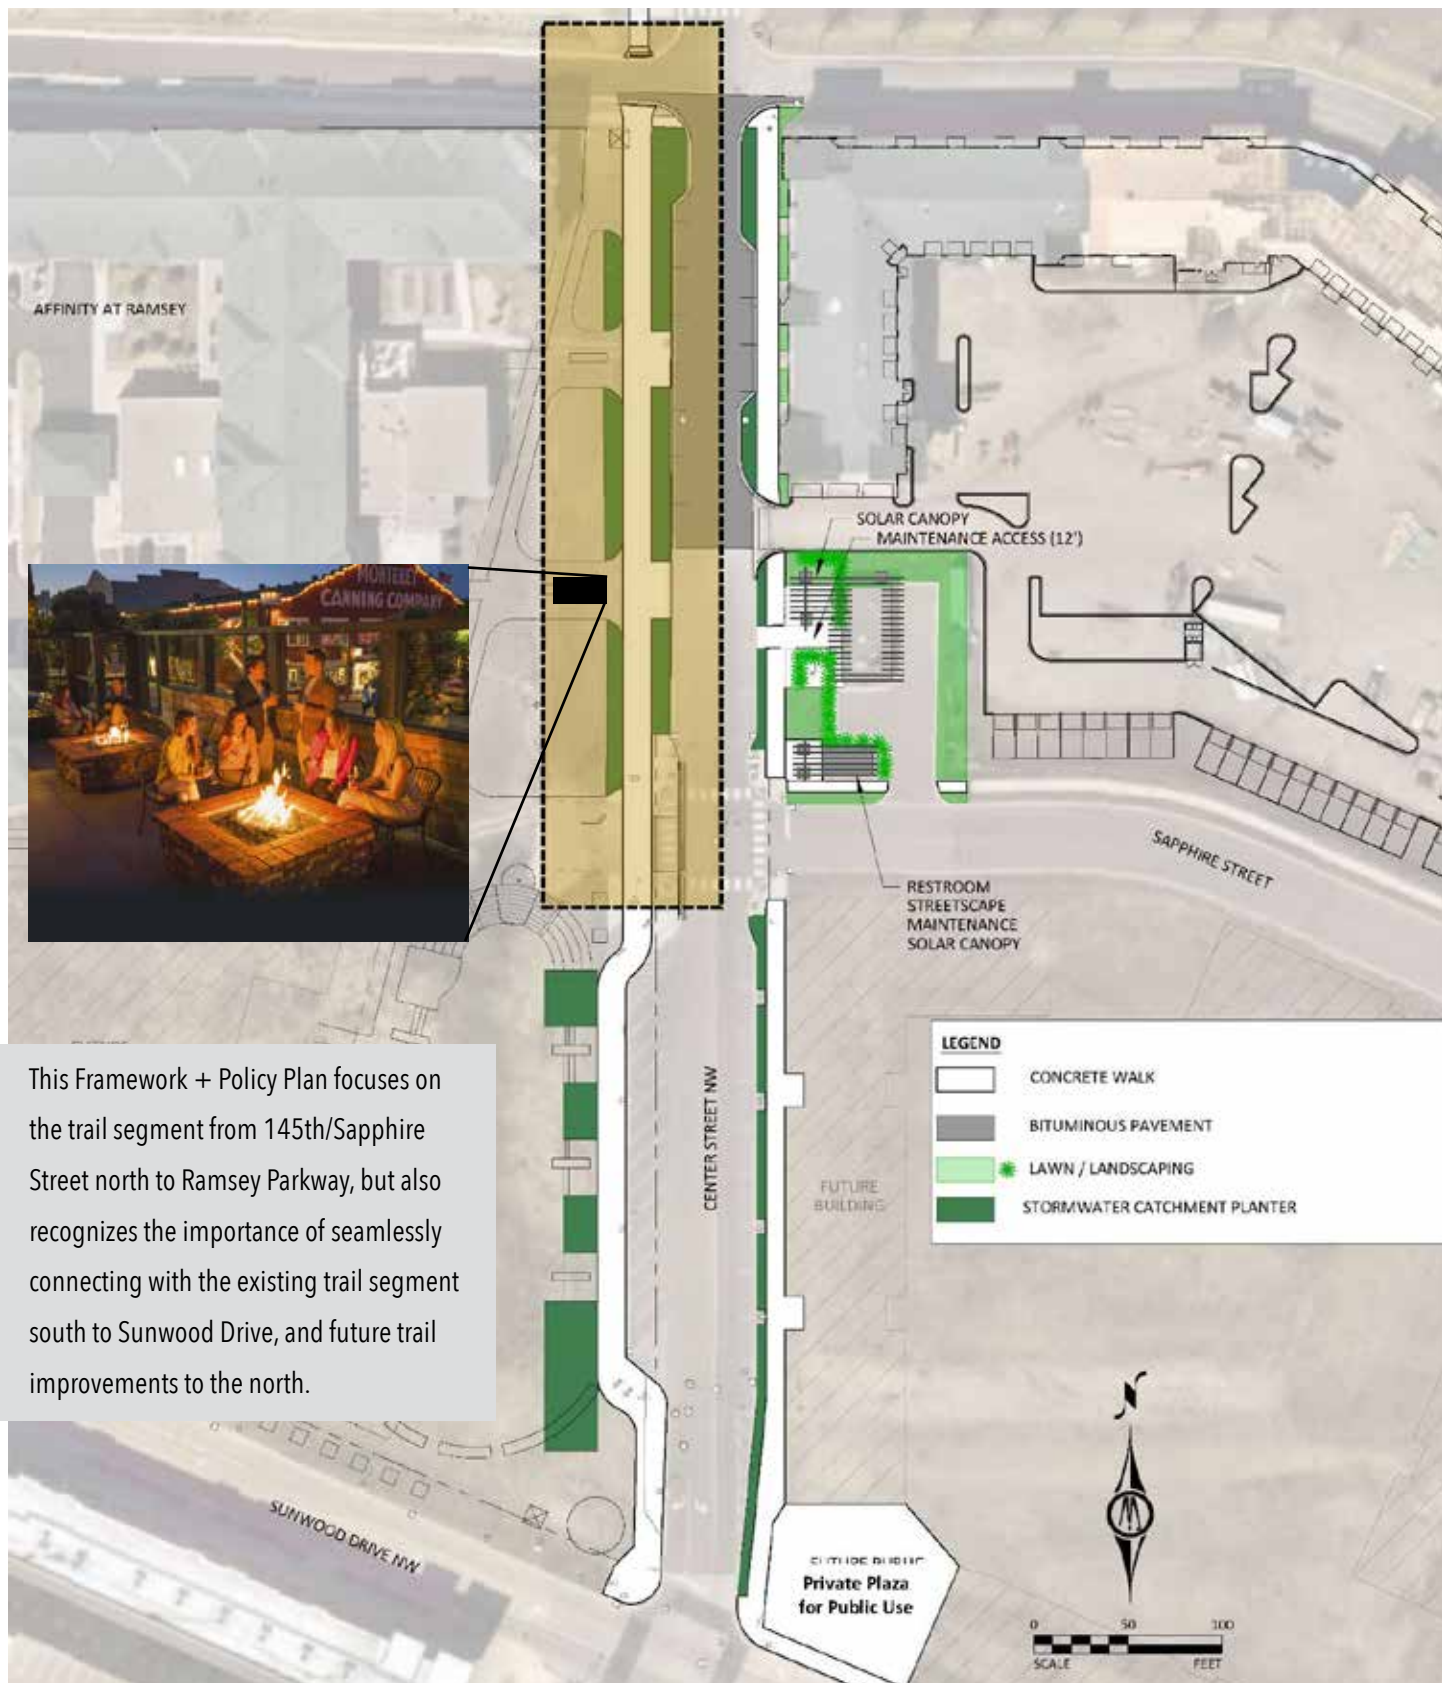 AFFINITY AT RAMSEY
SOLAR CANOPY
MAINTENANCE ACCESS (12')
CANNING COMPANY
SAPPHIRE STREET
RESTROOM
STREETSCAPE
MAINTENANCE
SOLAR CANOPY
This Framework + Policy Plan focuses on
the trail segment from 145th/Sapphire
Street north to Ramsey Parkway, but also
recognizes the importance of seamlessly
connecting with the existing trail segment
south to Sunwood Drive, and future trail
improvements to the north.
CENTER STREET NW
FUTURE
BUILDING
LEGEND
CONCRETE WALK
BITUMINOUS PAVEMENT
LAWN / LANDSCAPING
STORMWATER CATCHMENT PLANTER
SUNWOOD DRIVE NW
FUTURE PUBLIC
Private Plaza
for Public Use
N
0 50 100
SCALE FEET